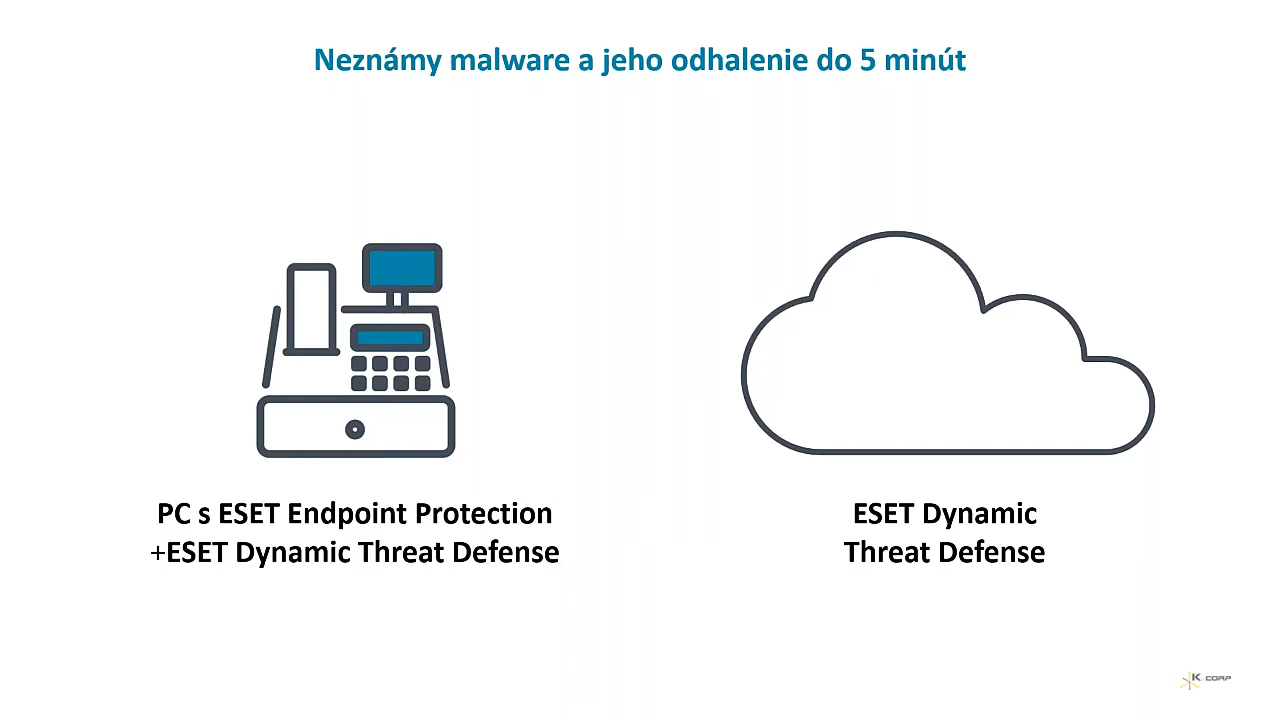 Neznámy malware a jeho odhalenie do 5 minút
PC s ESET Endpoint Protection
+ESET Dynamic Threat Defense
ESET Dynamic
Threat Defense
K CORP